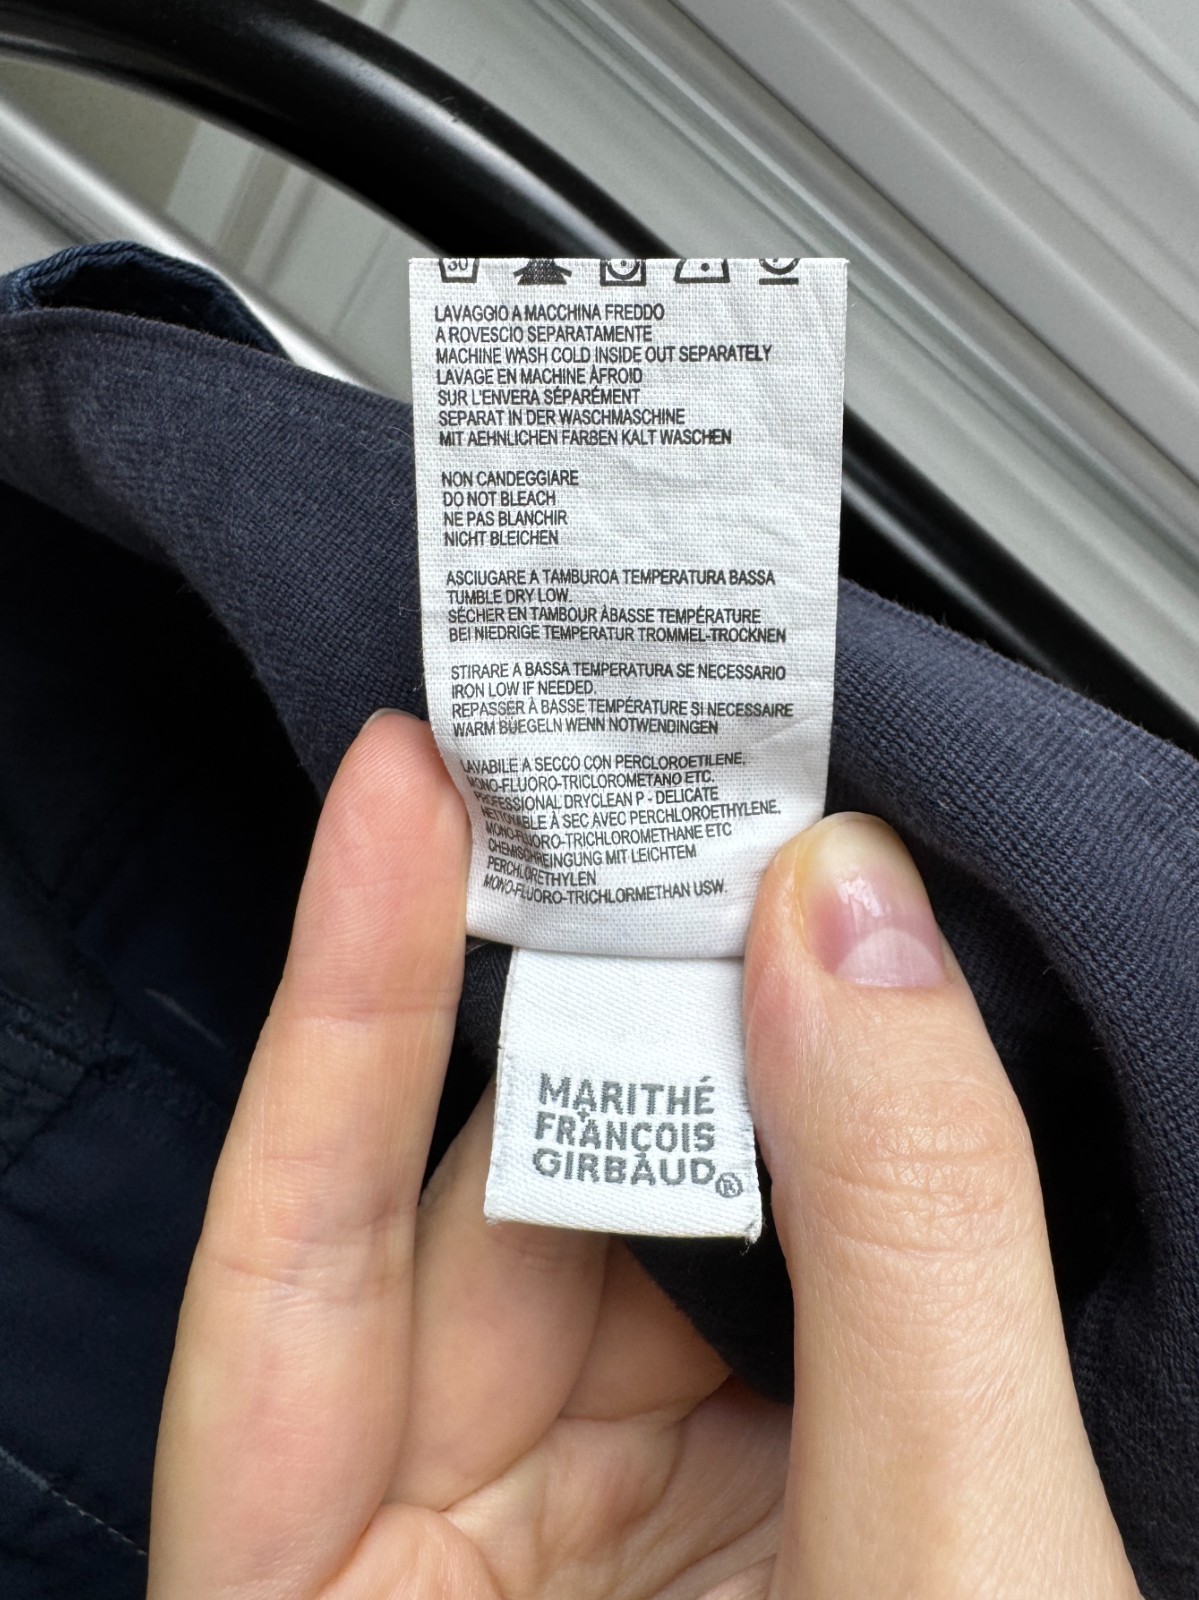 30
LAVAGGIO A MACCHINA FREDDO
A ROVESCIO SEPARATAMENTE
MACHINE WASH COLD INSIDE OUT SEPARATELY
LAVAGE EN MACHINE ÀFROID
SUR L'ENVERA SÉPARÉMENT
SEPARAT IN DER WASCHMASCHINE
MIT AEHNLICHEN FARBEN KALT WASCHEN
NON CANDEGGIARE
DO NOT BLEACH
NE PAS BLANCHIR
NICHT BLEICHEN
ASCIUGARE A TAMBUROA TEMPERATURA BASSA
TUMBLE DRY LOW.
SÉCHER EN TAMBOUR ÀBASSE TEMPÉRATURE
BEI NIEDRIGE TEMPERATUR TROMMEL-TROCKNEN
STIRARE A BASSA TEMPERATURA SE NECESSARIO
IRON LOW IF NEEDED.
REPASSER À BASSE TEMPÉRATURE SI NECESSAIRE
WARM BUEGELN WENN NOTWENDINGEN
LAVABILE A SECCO CON PERCLOROETILENE,
MONO-FLUORO-TRICLOROMETANO ETC.
PROFESSIONAL DRYCLEAN P - DELICATE
NETTOYABLE À SEC AVEC PERCHLOROETHYLENE,
MONO-FLUORO-TRICHLOROMETHANE ETC
CHEMISCHREINGUNG MIT LEICHTEM
PERCHLORETHYLEN
MONO-FLUORO-TRICHLORMETHAN USW.
MARITHÉ
+
FRANÇOIS
GIRBAUD®